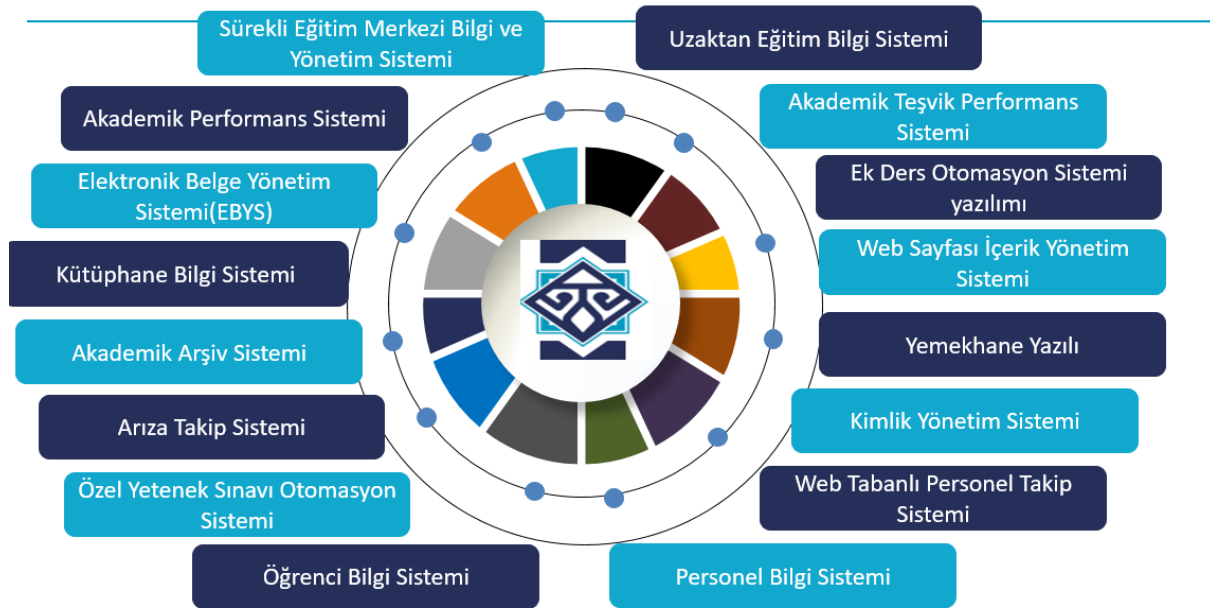 Sürekli Eğitim Merkezi Bilgi ve
Yönetim Sistemi
Uzaktan Eğitim Bilgi Sistemi
Akademik Performans Sistemi
Akademik Teşvik Performans
Sistemi
Elektronik Belge Yönetim
Sistemi(EBYS)
Ek Ders Otomasyon Sistemi
yazılımı
Kütüphane Bilgi Sistemi
Web Sayfası İçerik Yönetim
Sistemi
Akademik Arşiv Sistemi
Yemekhane Yazılı
Arıza Takip Sistemi
Kimlik Yönetim Sistemi
Özel Yetenek Sınavı Otomasyon
Sistemi
Web Tabanlı Personel Takip
Sistemi
Öğrenci Bilgi Sistemi
Personel Bilgi Sistemi